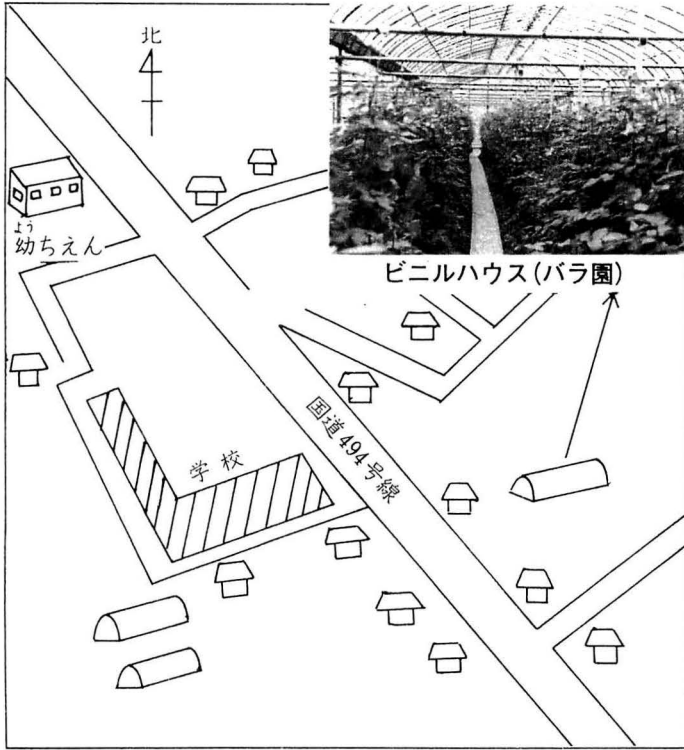 北
よう
幼ちえん
ビニルハウス(バラ園)
学校
国道494号線